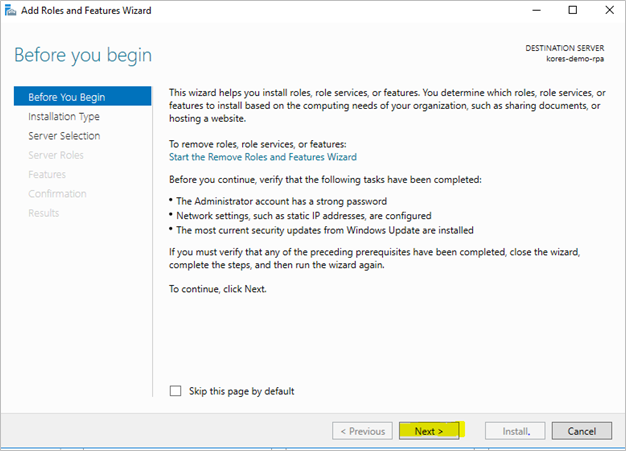 Add Roles and Features Wizard
Before you begin
DESTINATION SERVER
kores-demo-rpa
Before You Begin
Installation Type
Server Selection
Server Roles
Features
Confirmation
Results
This wizard helps you install roles, role services, or features. You determine which roles, role services, or
features to install based on the computing needs of your organization, such as sharing documents, or
hosting a website.
To remove roles, role services, or features:
Start the Remove Roles and Features Wizard
Before you continue, verify that the following tasks have been completed:
• The Administrator account has a strong password
• Network settings, such as static IP addresses, are configured
• The most current security updates from Windows Update are installed
If you must verify that any of the preceding prerequisites have been completed, close the wizard,
complete the steps, and then run the wizard again.
To continue, click Next.
Skip this page by default
< Previous
Next >
Install
Cancel